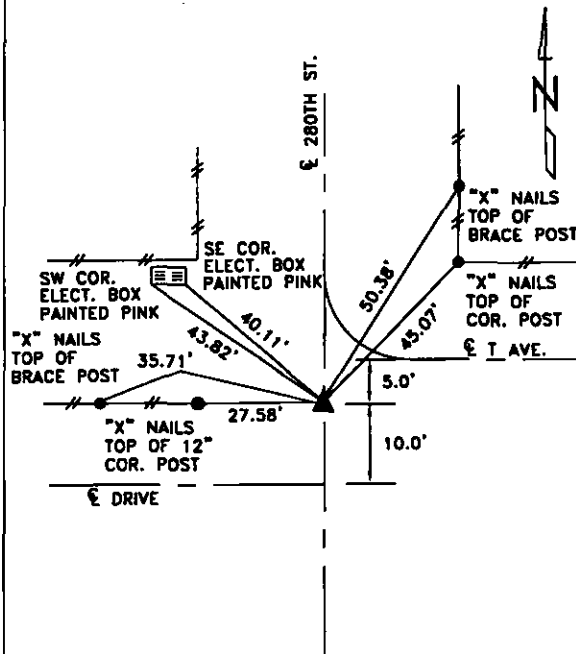 ℄ 280TH ST.
N
"X" NAILS
TOP OF
BRACE POST
SE COR.
ELECT. BOX
PAINTED PINK
SW COR.
ELECT. BOX
PAINTED PINK
50.38'
"X" NAILS
TOP OF
COR. POST
40.11'
43.82'
45.07'
"X" NAILS
TOP OF
BRACE POST
35.71'
℄ T AVE.
5.0'
27.58'
"X" NAILS
TOP OF 12"
COR. POST
10.0'
℄ DRIVE